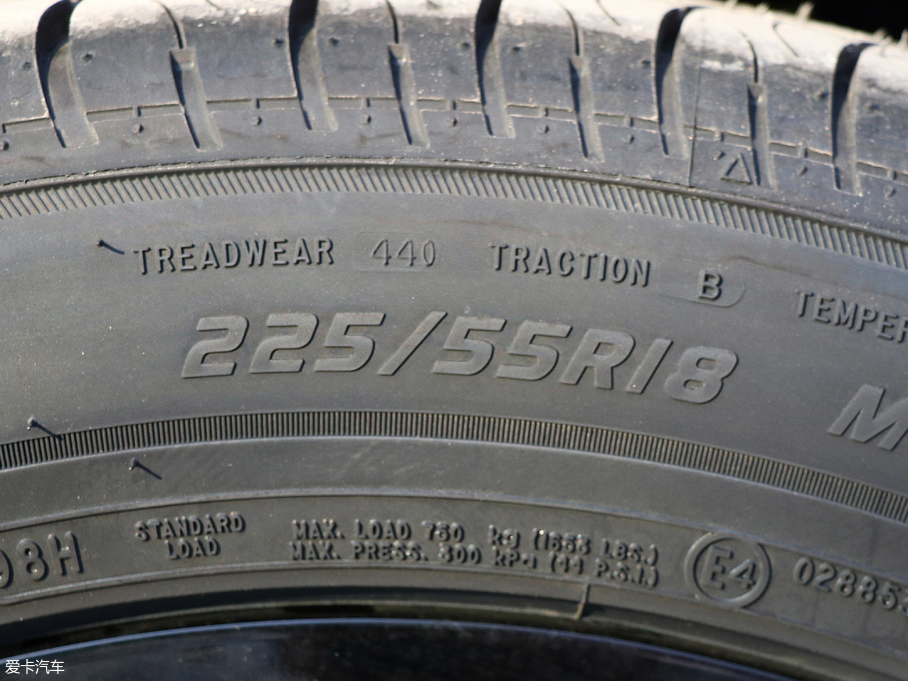 TREADWEAR 440 TRACTION B TEMPER
225/55R18 M
98H STANDARD LOAD
MAX. LOAD 750 kg (1653 LBS.)
MAX. PRESS. 300 kPa (44 P.S.I.)
E4 02885
爱卡汽车